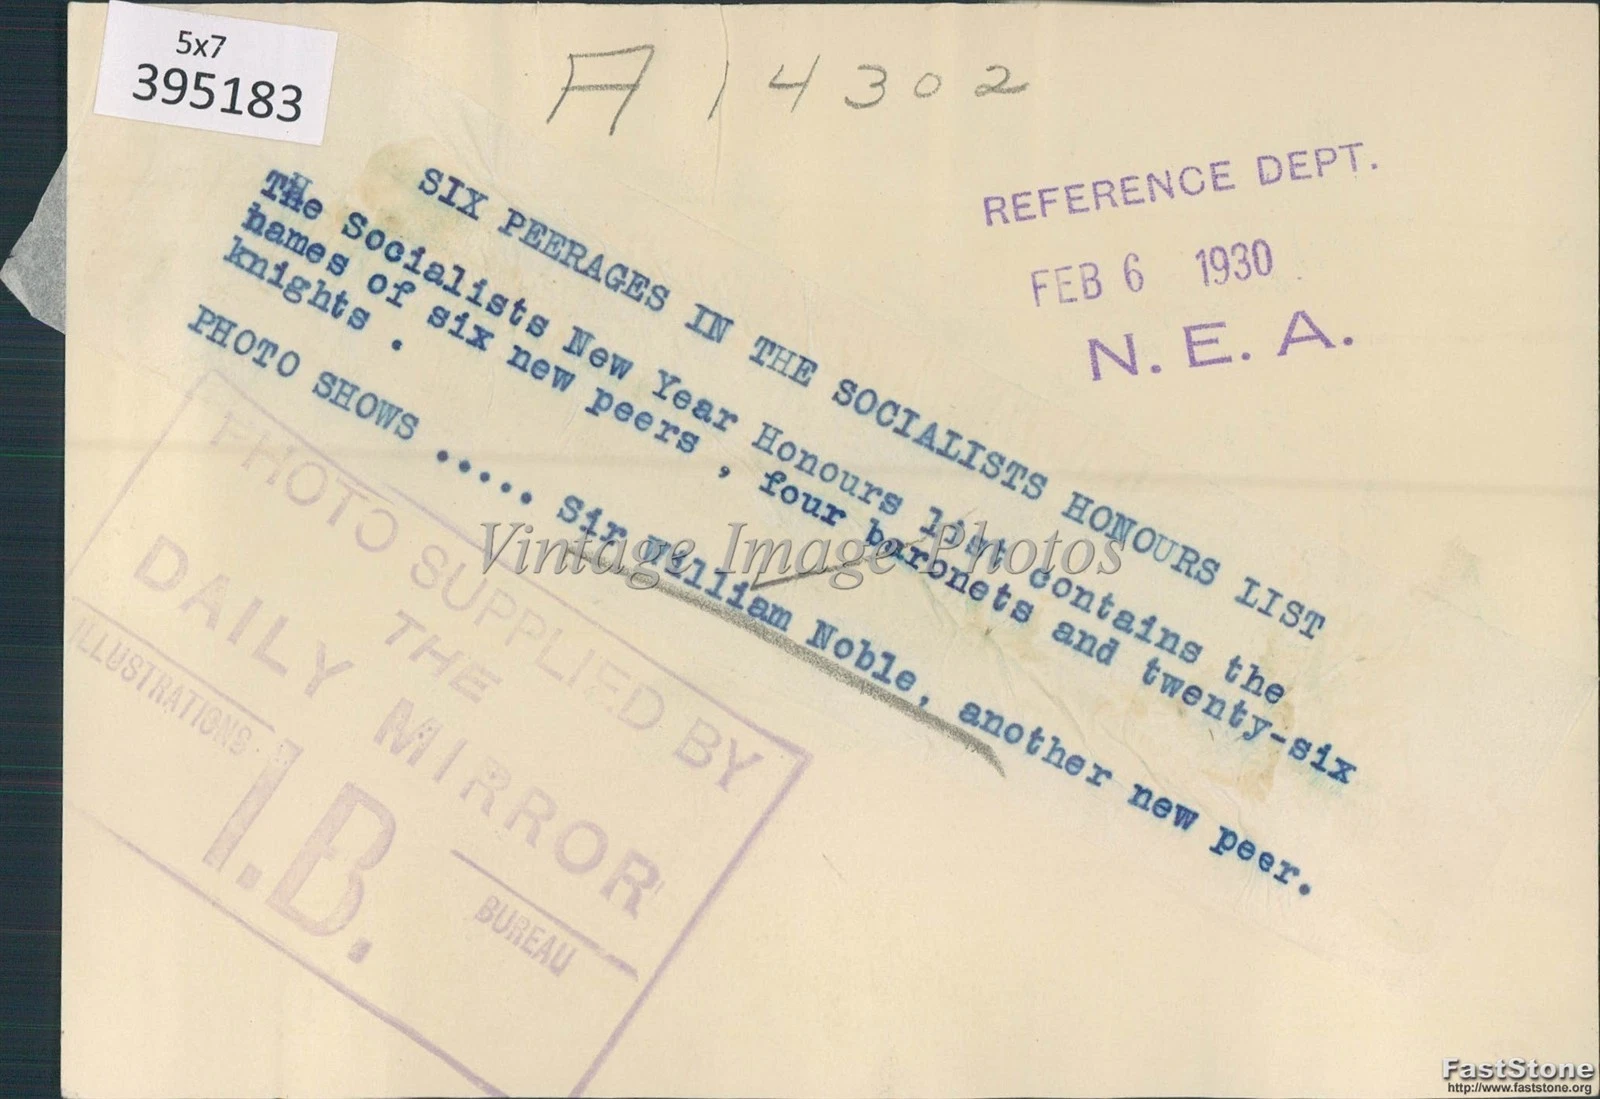 5x7
395183
A 14302
REFERENCE DEPT.
FEB 6 1930
N. E. A.
SIX PEERAGES IN THE SOCIALISTS HONOURS LIST
THe Socialists New Year Honours list contains the
names of six new peers , four baronets and twenty-six
knights .
PHOTO SHOWS ..... Sir William Noble, another new peer.
Vintage Image Photos
PHOTO SUPPLIED BY
THE
DAILY MIRROR
ILLUSTRATIONS
I.B.
BUREAU
FastStone
http://www.faststone.org